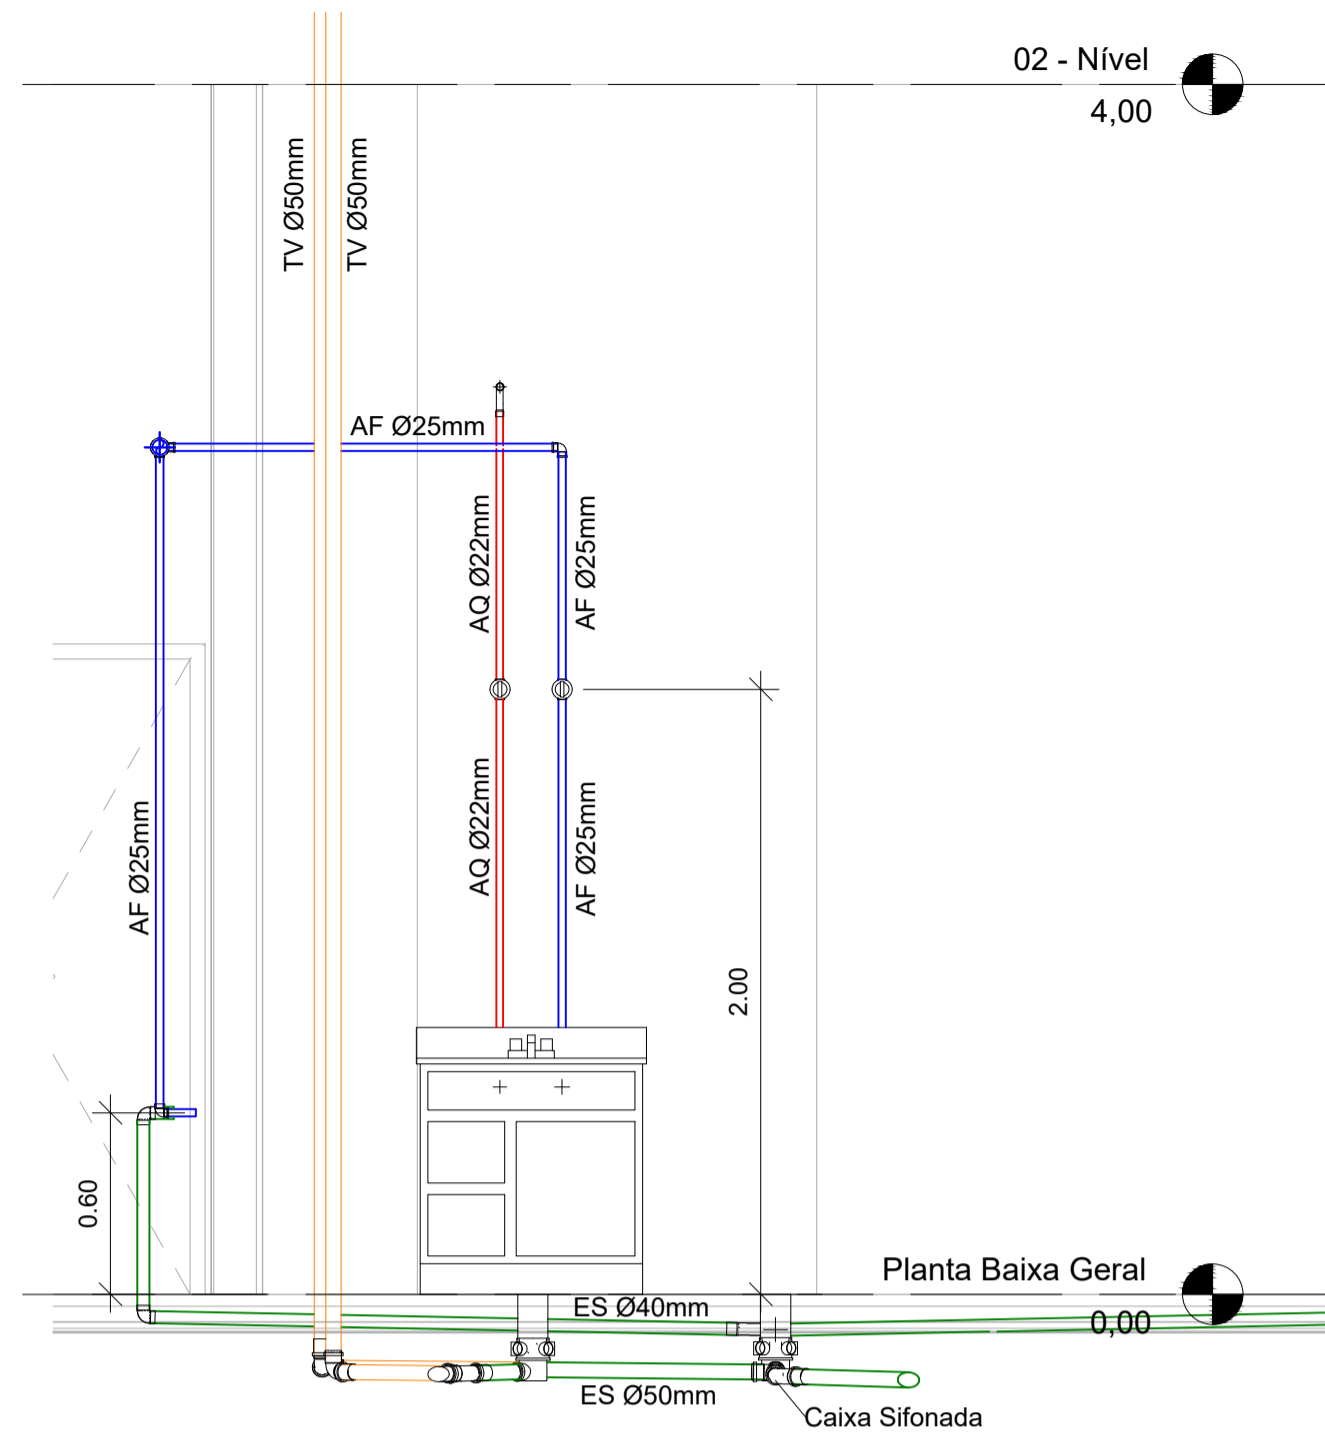 02 - Nível
4,00
TV Ø50mm
TV Ø50mm
AF Ø25mm
AQ Ø22mm
AF Ø25mm
AQ Ø22mm
AF Ø25mm
AF Ø25mm
2.00
0.60
Planta Baixa Geral
0,00
ES Ø40mm
ES Ø50mm
Caixa Sifonada